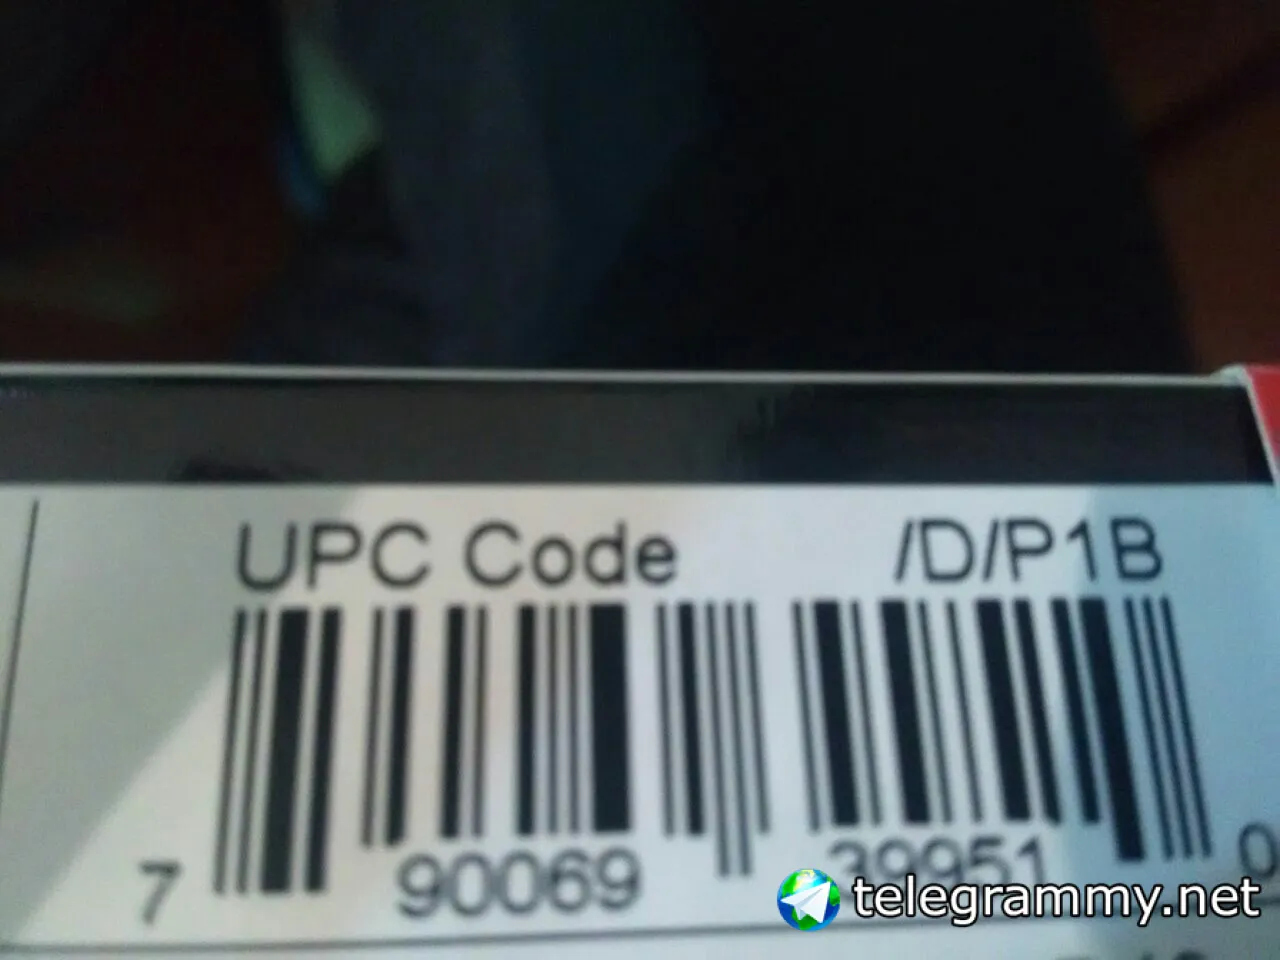 UPC Code /D/P1B
7 90069 39951 0
telegrammy.net